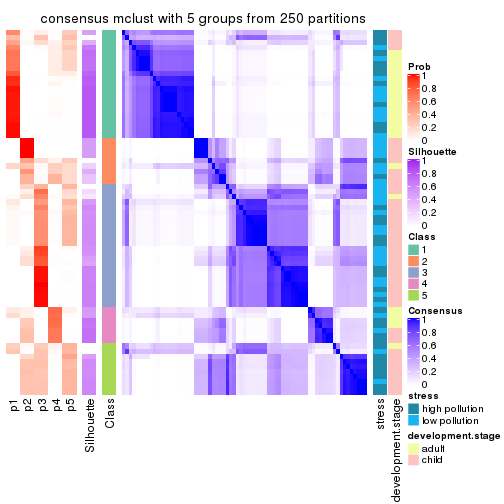 consensus mclust with 5 groups from 250 partitions
Prob
1
0.8
0.6
0.4
0.2
0
Silhouette
1
0.8
0.6
0.4
0.2
0
Class
1
2
3
4
5
Consensus
1
0.8
0.6
0.4
0.2
0
stress
high pollution
low pollution
development.stage
adult
child
p1
p2
p3
p4
p5
Silhouette
Class
stress
development.stage